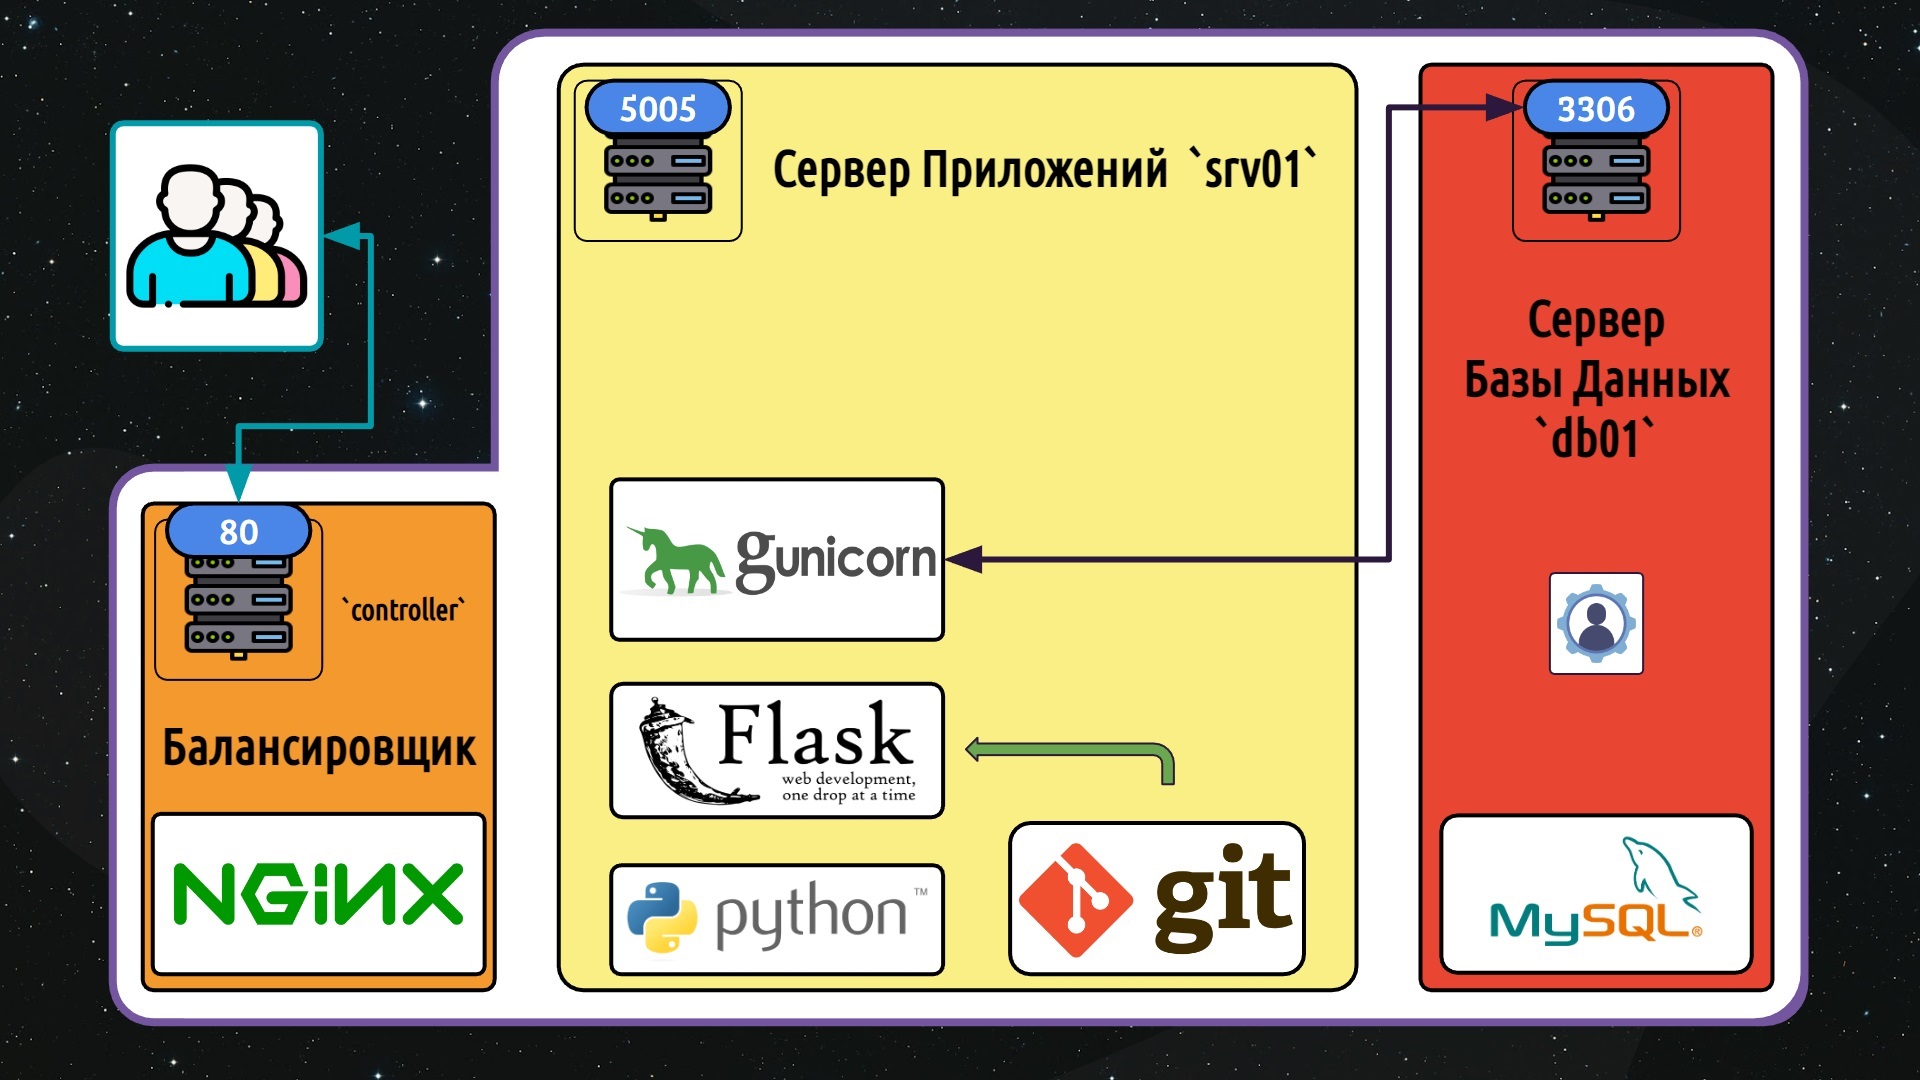 5005
Сервер Приложений `srv01`
3306
Сервер
Базы Данных
`db01`
80
`controller`
Балансировщик
NGINX
gunicorn
Flask
web development,
one drop at a time
python™
git
MySQL®